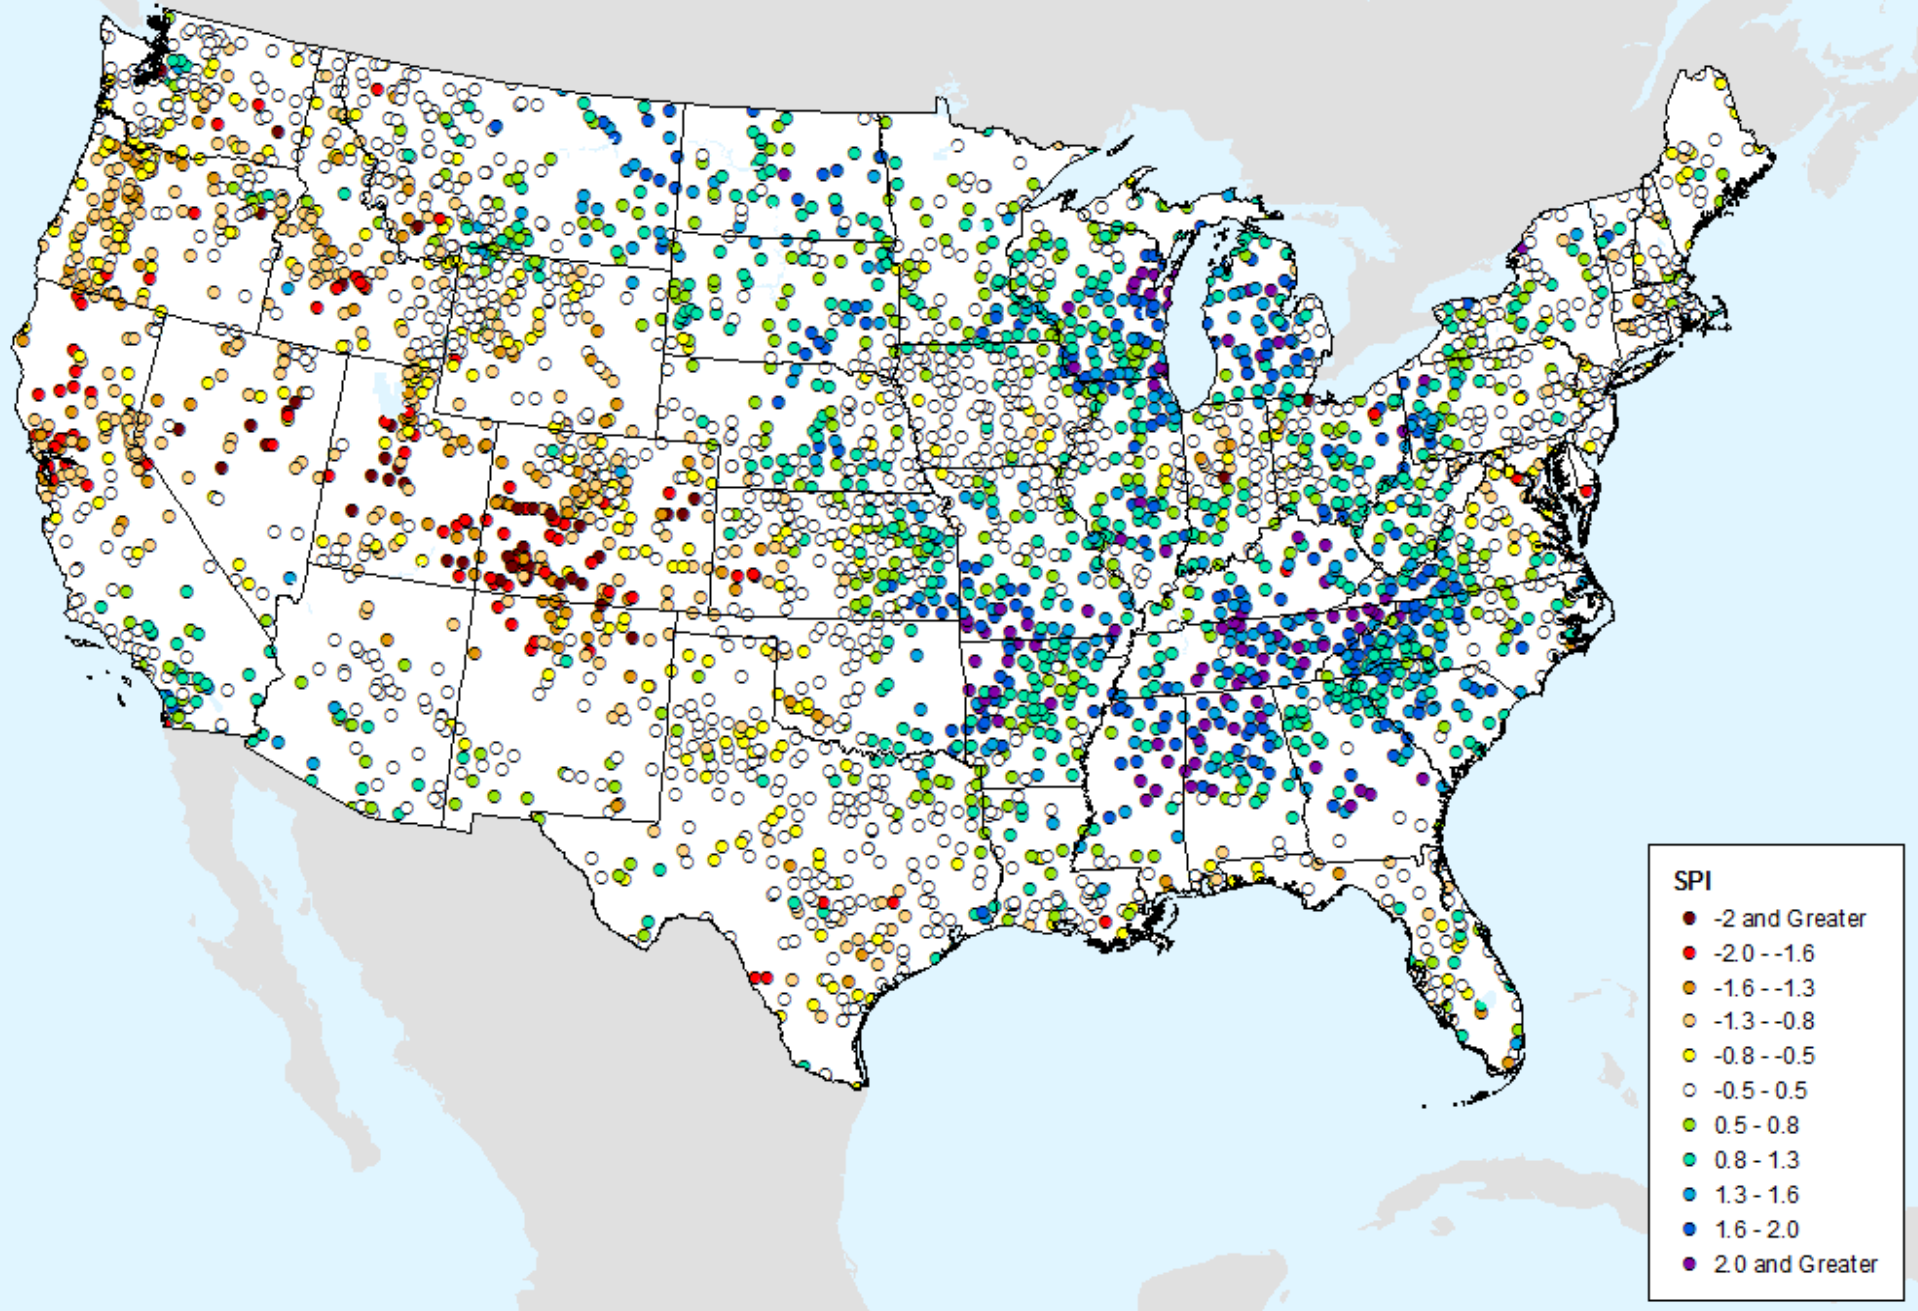 SPI
-2 and Greater
-2.0 - -1.6
-1.6 - -1.3
-1.3 - -0.8
-0.8 - -0.5
-0.5 - 0.5
0.5 - 0.8
0.8 - 1.3
1.3 - 1.6
1.6 - 2.0
2.0 and Greater